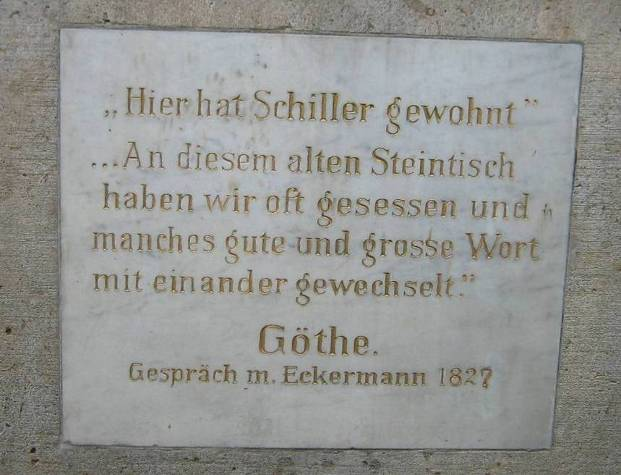 „Hier hat Schiller gewohnt”
...An diesem alten Steintisch
haben wir oft gesessen und
manches gute und grosse Wort
mit einander gewechselt.”
Göthe.
Gespräch m. Eckermann 1827